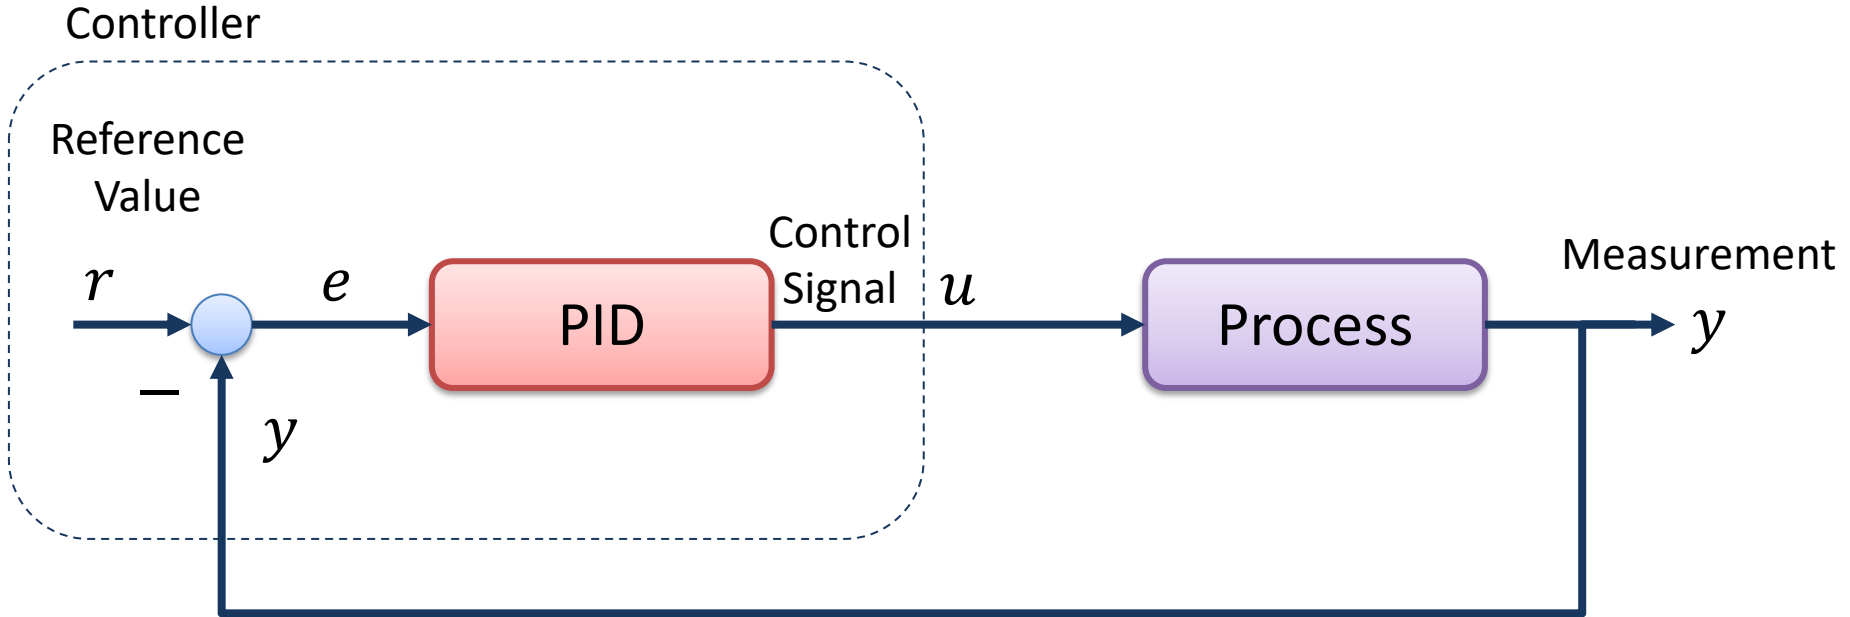 Controller
Reference
Value
r
e
PID
Control
Signal
u
Process
Measurement
y
−
y